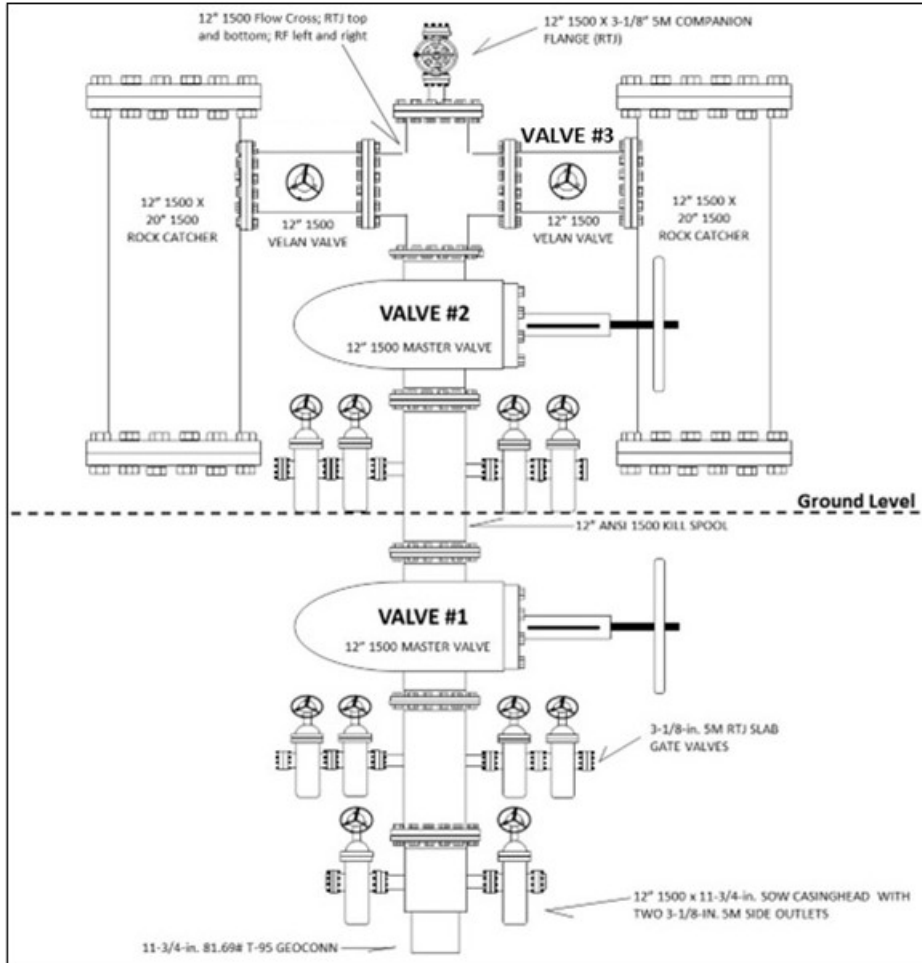 12" 1500 Flow Cross; RTJ top
and bottom; RF left and right
12" 1500 X 3-1/8" 5M COMPANION
FLANGE (RTJ)
VALVE #3
12" 1500 X
20" 1500
ROCK CATCHER
12" 1500
VELAN VALVE
12" 1500
VELAN VALVE
12" 1500 X
20" 1500
ROCK CATCHER
VALVE #2
12" 1500 MASTER VALVE
Ground Level
12" ANSI 1500 KILL SPOOL
VALVE #1
12" 1500 MASTER VALVE
3-1/8-in. 5M RTJ SLAB
GATE VALVES
12" 1500 x 11-3/4-in. SOW CASINGHEAD WITH
TWO 3-1/8-IN. 5M SIDE OUTLETS
11-3/4-in. 81.69# T-95 GEOCONN